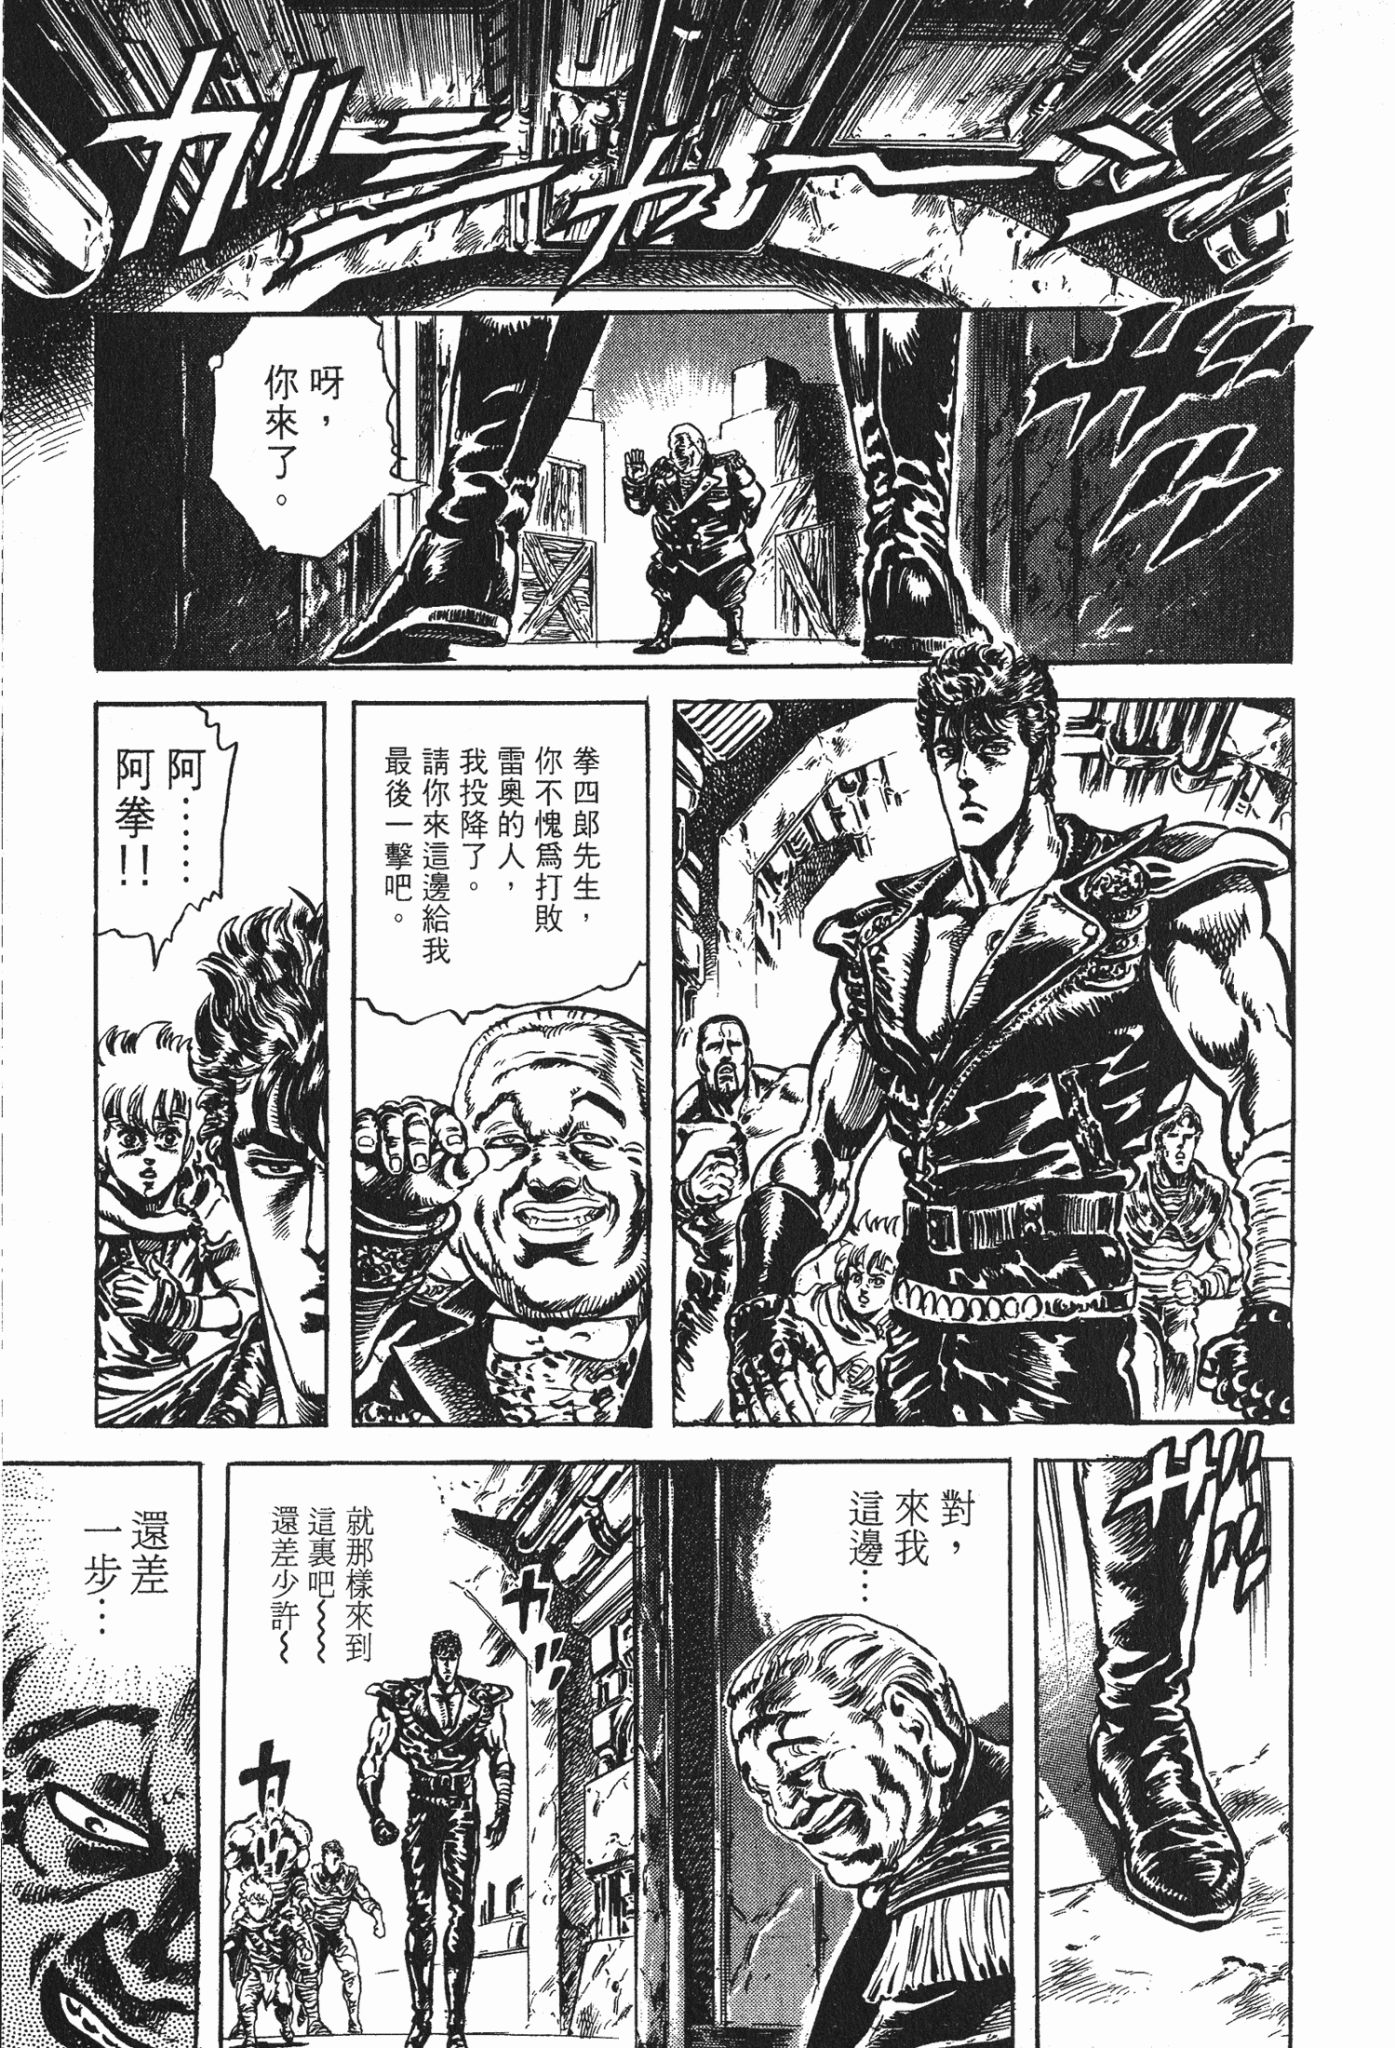 ガシャーン
ザッ
呀，
你來了。
拳四郎先生，
你不愧爲打敗
雷奧的人，
我投降了。
請你來這邊給我
最後一擊吧。
阿……
阿拳!!
ザッ
對，
來我
這邊…
カッ
カッ
就那樣來到
這裏吧~~~
還差少許~~
還差
一步…